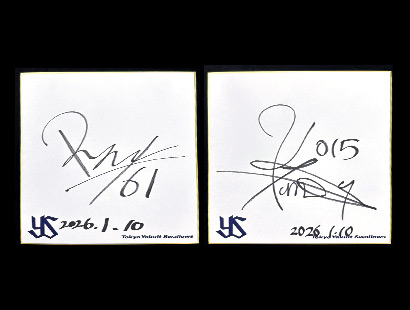 61
YS 2026.1.10
Tokyo Yakult Swallows
015
2026.1.10
YS Tokyo Yakult Swallows